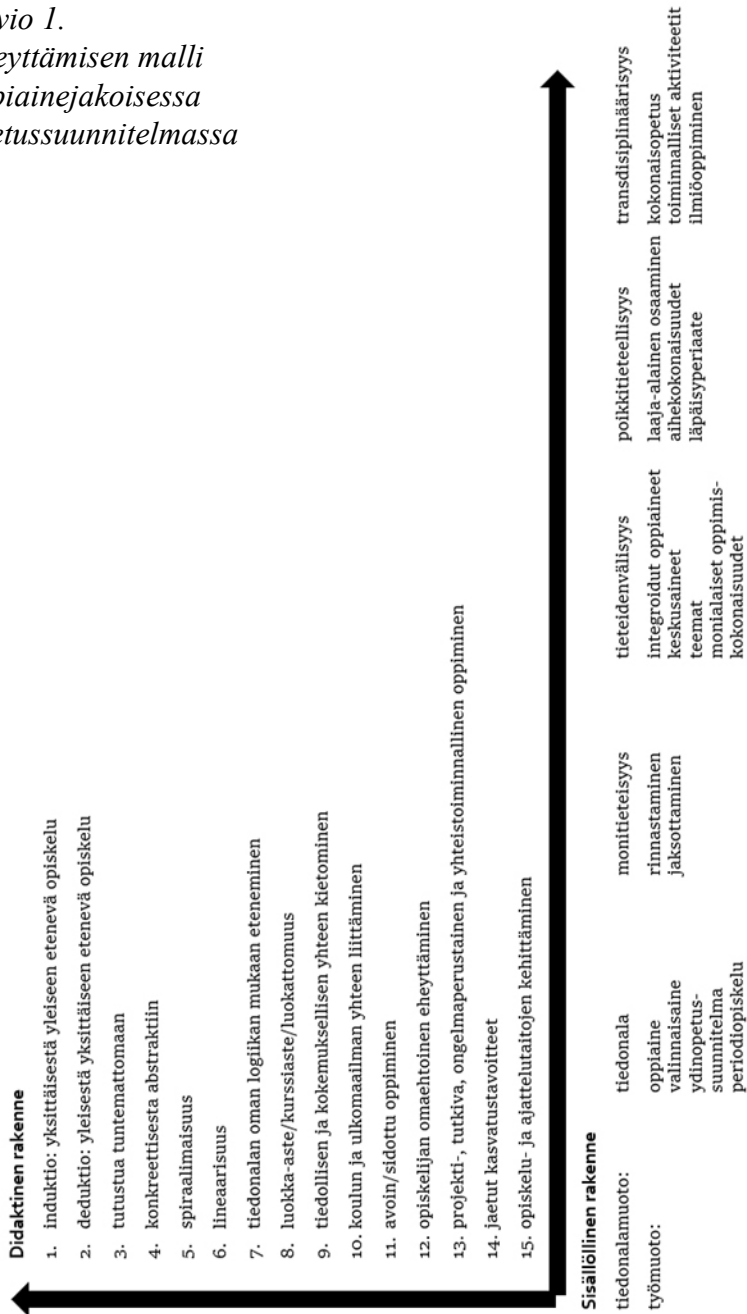 vio 1.
eyttämisen malli
piainejakoisessa
etussuunnitelmassa
Didaktinen rakenne
1. induktio: yksittäisestä yleiseen etenevä opiskelu
2. deduktio: yleisestä yksittäiseen etenevä opiskelu
3. tutustua tuntemattomaan
4. konkreettisesta abstraktiin
5. spiraalimaisuus
6. lineaarisuus
7. tiedonalan oman logiikan mukaan eteneminen
8. luokka-aste/kurssiaste/luokattomuus
9. tiedollisen ja kokemuksellisen yhteen kietominen
10. koulun ja ulkomaailman yhteen liittäminen
11. avoin/sidottu oppiminen
12. opiskelijan omaehtoinen eheyttäminen
13. projekti-, tutkiva, ongelmaperustainen ja yhteistoiminnallinen oppiminen
14. jaetut kasvatustavoitteet
15. opiskelu- ja ajattelutaitojen kehittäminen
Sisällöllinen rakenne
tiedonalamuoto: tiedonala monitieteisyys tieteidenvälisyys poikkitieteellisyys transdisiplinäärisyys
työmuoto: oppiaine rinnastaminen integroidut oppiaineet laaja-alainen osaaminen kokonaisopetus
valinnaisaine jaksottaminen keskusaineet aihekokonaisuudet toiminnalliset aktiviteetit
ydinopetus- teemat läpäisyperiaate ilmiöoppiminen
suunnitelma monialaiset oppimis-
periodiopiskelu kokonaisuudet